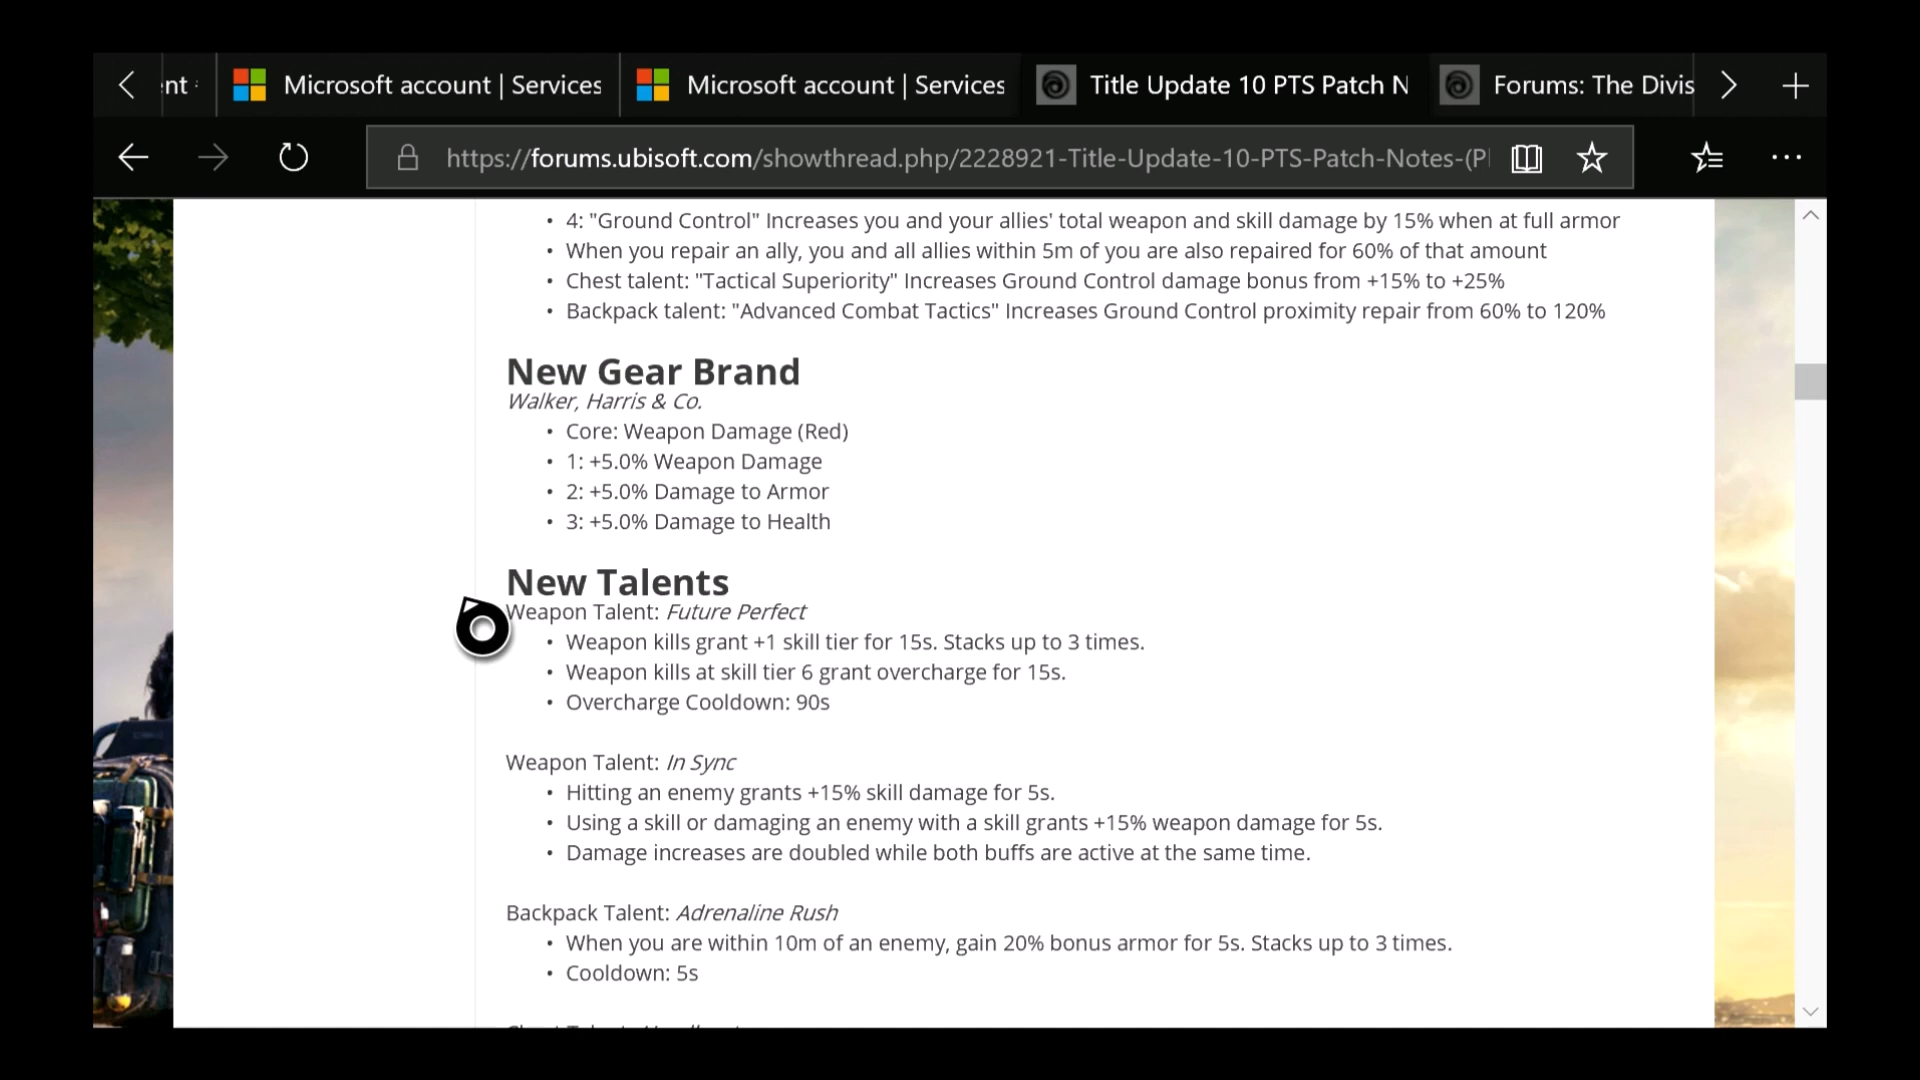 nt
Microsoft account | Services
Microsoft account | Services
Title Update 10 PTS Patch N
Forums: The Divis
https://forums.ubisoft.com/showthread.php/2228921-Title-Update-10-PTS-Patch-Notes-(P
• 4: "Ground Control" Increases you and your allies' total weapon and skill damage by 15% when at full armor
• When you repair an ally, you and all allies within 5m of you are also repaired for 60% of that amount
• Chest talent: "Tactical Superiority" Increases Ground Control damage bonus from +15% to +25%
• Backpack talent: "Advanced Combat Tactics" Increases Ground Control proximity repair from 60% to 120%
New Gear Brand
Walker, Harris & Co.
• Core: Weapon Damage (Red)
• 1: +5.0% Weapon Damage
• 2: +5.0% Damage to Armor
• 3: +5.0% Damage to Health
New Talents
Weapon Talent: Future Perfect
• Weapon kills grant +1 skill tier for 15s. Stacks up to 3 times.
• Weapon kills at skill tier 6 grant overcharge for 15s.
• Overcharge Cooldown: 90s
Weapon Talent: In Sync
• Hitting an enemy grants +15% skill damage for 5s.
• Using a skill or damaging an enemy with a skill grants +15% weapon damage for 5s.
• Damage increases are doubled while both buffs are active at the same time.
Backpack Talent: Adrenaline Rush
• When you are within 10m of an enemy, gain 20% bonus armor for 5s. Stacks up to 3 times.
• Cooldown: 5s